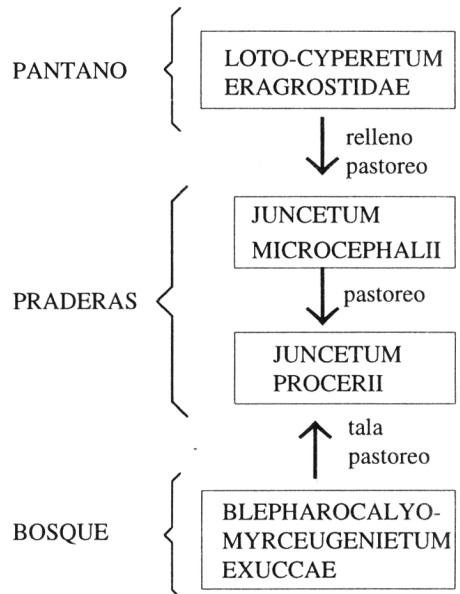 PANTANO
LOTO-CYPERETUM
ERAGROSTIDAE
relleno
pastoreo
PRADERAS
JUNCETUM
MICROCEPHALII
pastoreo
JUNCETUM
PROCERII
tala
pastoreo
BOSQUE
BLEPHAROCALYO-
MYRCEUGENIETUM
EXUCCAE